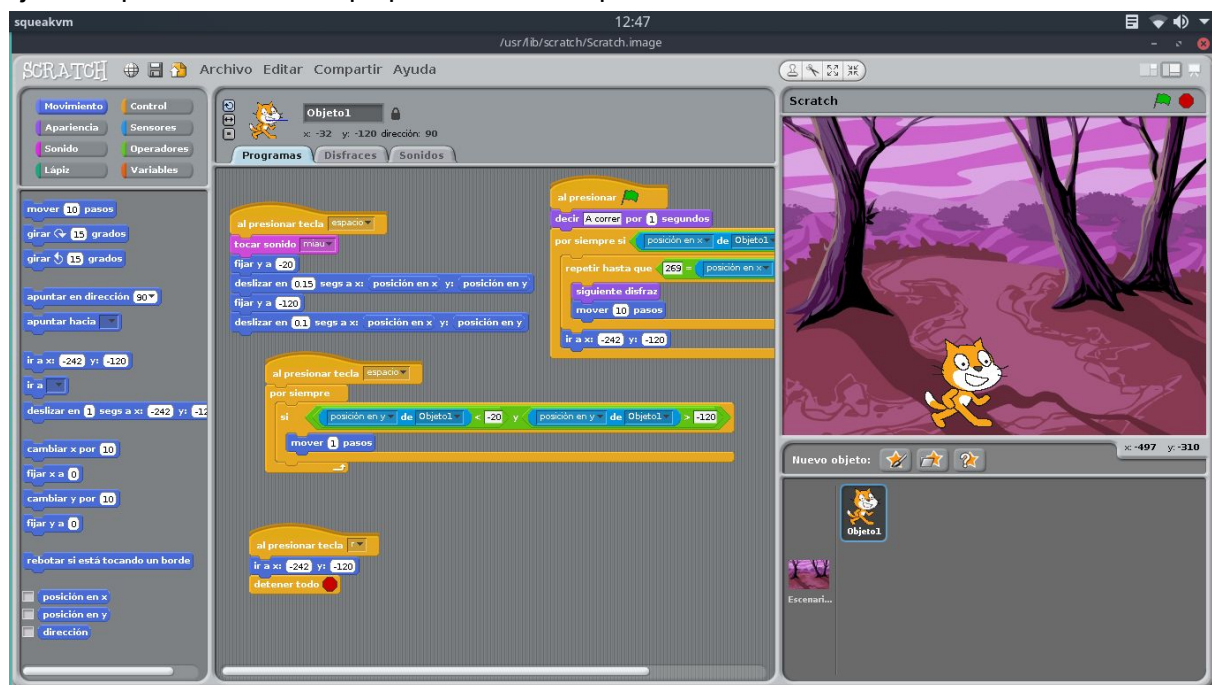 squeakvm
12:47
/usr/lib/scratch/Scratch.image
SCRATCH
Archivo Editar Compartir Ayuda
Movimiento Control
Apariencia Sensores
Sonido Operadores
Lápiz Variables
mover 10 pasos
girar 15 grados
girar 15 grados
apuntar en dirección 90
apuntar hacia
ir a x: -242 y: -120
ir a
deslizar en 1 segs a x: -242 y: -12
cambiar x por 10
fijar x a 0
cambiar y por 10
fijar y a 0
rebotar si está tocando un borde
posición en x
posición en y
dirección
Objeto1
x: -32 y: -120 dirección: 90
Programas Disfraces Sonidos
al presionar tecla espacio
tocar sonido miau
fijar y a -20
deslizar en 0.15 segs a x: posición en x y: posición en y
fijar y a -120
deslizar en 0.1 segs a x: posición en x y: posición en y
al presionar tecla espacio
por siempre
si posición en y de Objeto1 < -20 y posición en y de Objeto1 > -120
mover 1 pasos
al presionar tecla r
ir a x: -242 y: -120
detener todo
al presionar
decir A correr por 1 segundos
por siempre si posición en x de Objeto1
repetir hasta que 269 = posición en x
siguiente disfraz
mover 10 pasos
ir a x: -242 y: -120
Scratch
x: -497 y: -310
Nuevo objeto:
Objeto1
Escenari...